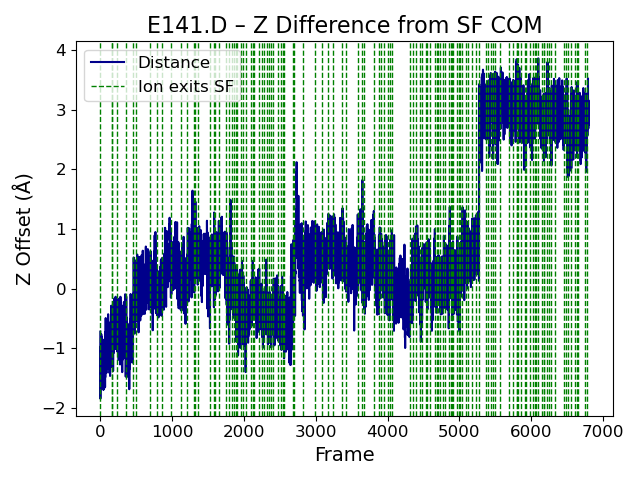 E141.D – Z Difference from SF COM
Distance
Ion exits SF
Z Offset (Å)
4
3
2
1
0
−1
−2
0 1000 2000 3000 4000 5000 6000 7000
Frame